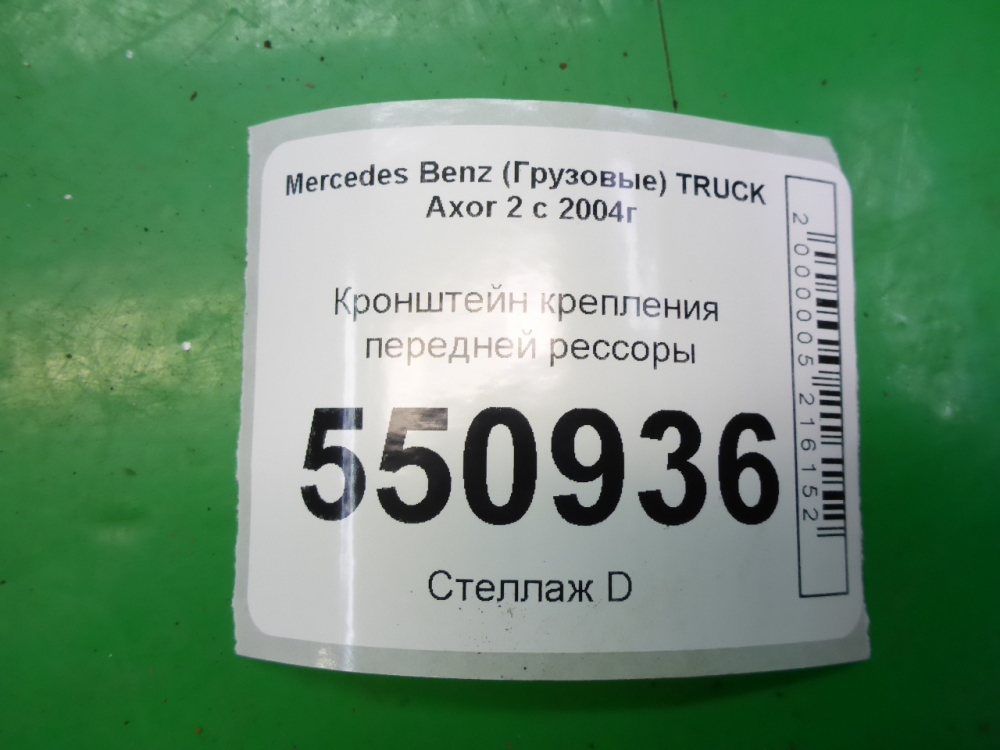 Mercedes Benz (Грузовые) TRUCK
Axor 2 с 2004г
Кронштейн крепления
передней рессоры
550936
Стеллаж D
2000005216152